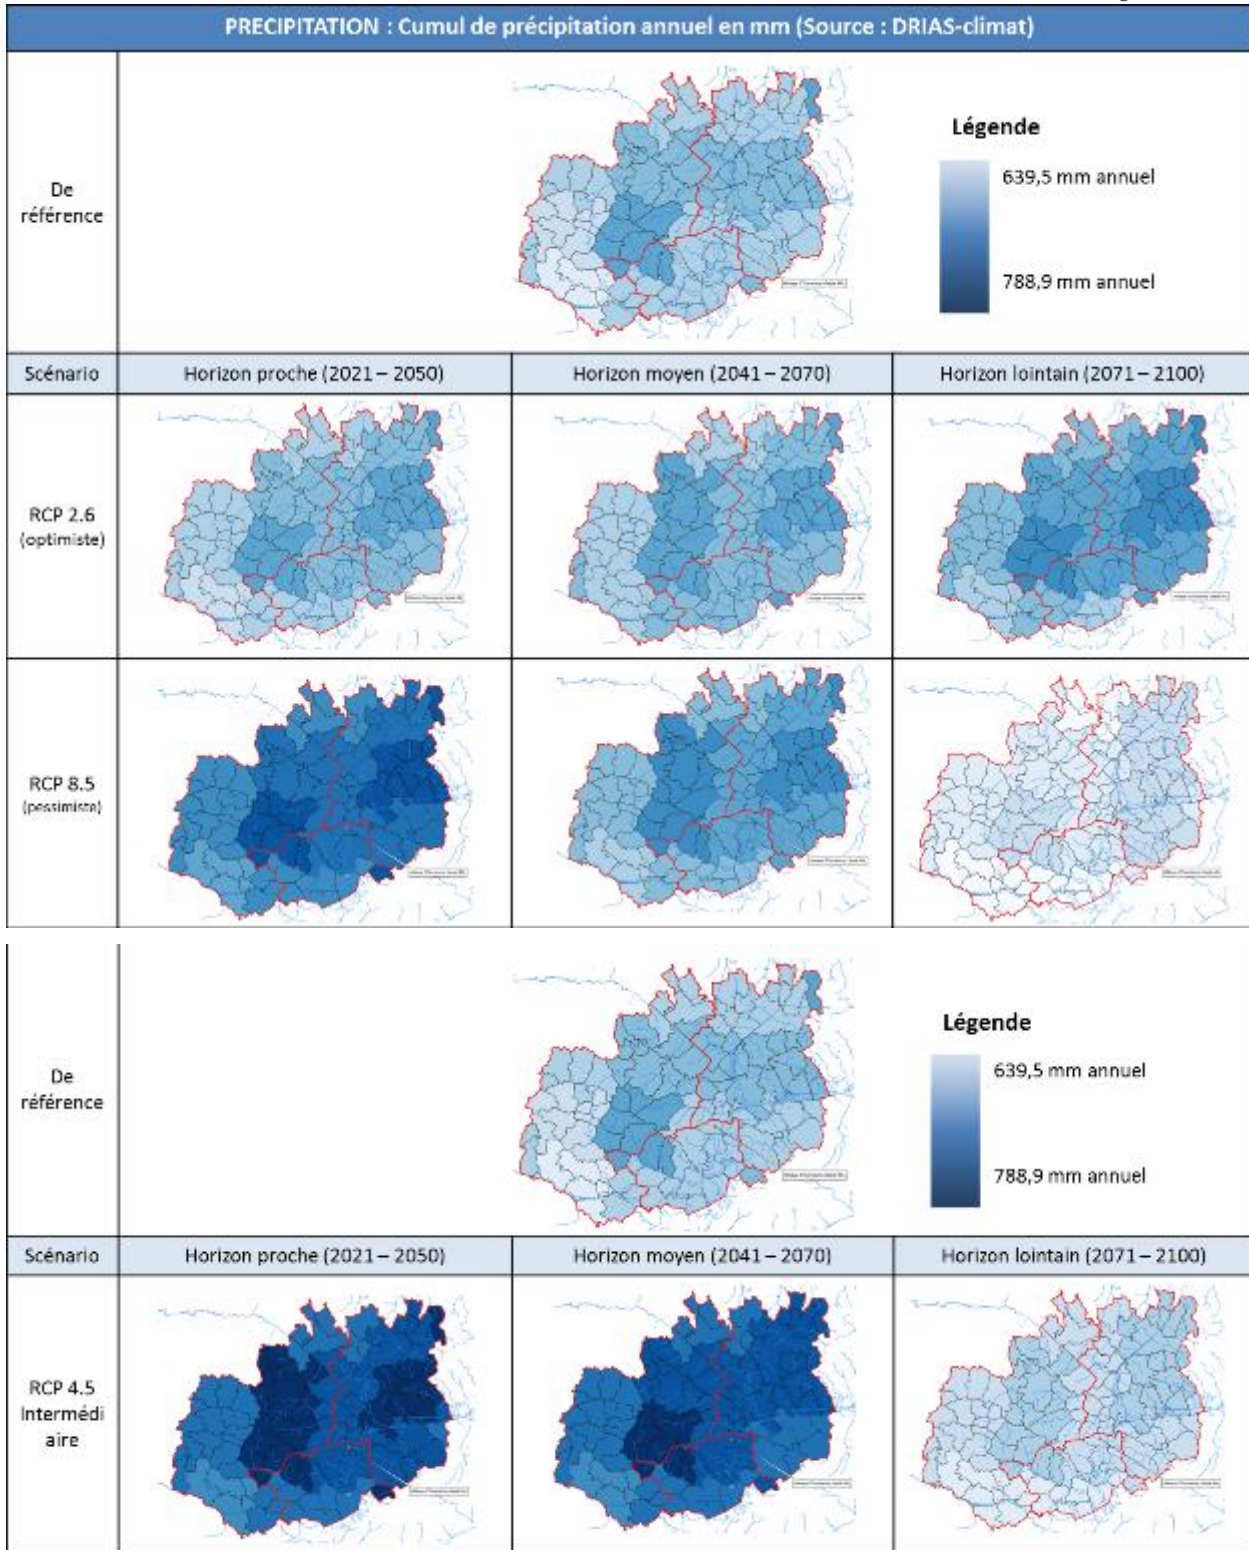 PRECIPITATION : Cumul de précipitation annuel en mm (Source : DRIAS-climat)
De
référence
Légende
639,5 mm annuel
788,9 mm annuel
Scénario
Horizon proche (2021 – 2050)
Horizon moyen (2041 – 2070)
Horizon lointain (2071 – 2100)
RCP 2.6
(optimiste)
RCP 8.5
(pessimiste)
De
référence
Légende
639,5 mm annuel
788,9 mm annuel
Scénario
Horizon proche (2021 – 2050)
Horizon moyen (2041 – 2070)
Horizon lointain (2071 – 2100)
RCP 4.5
Intermédi
aire